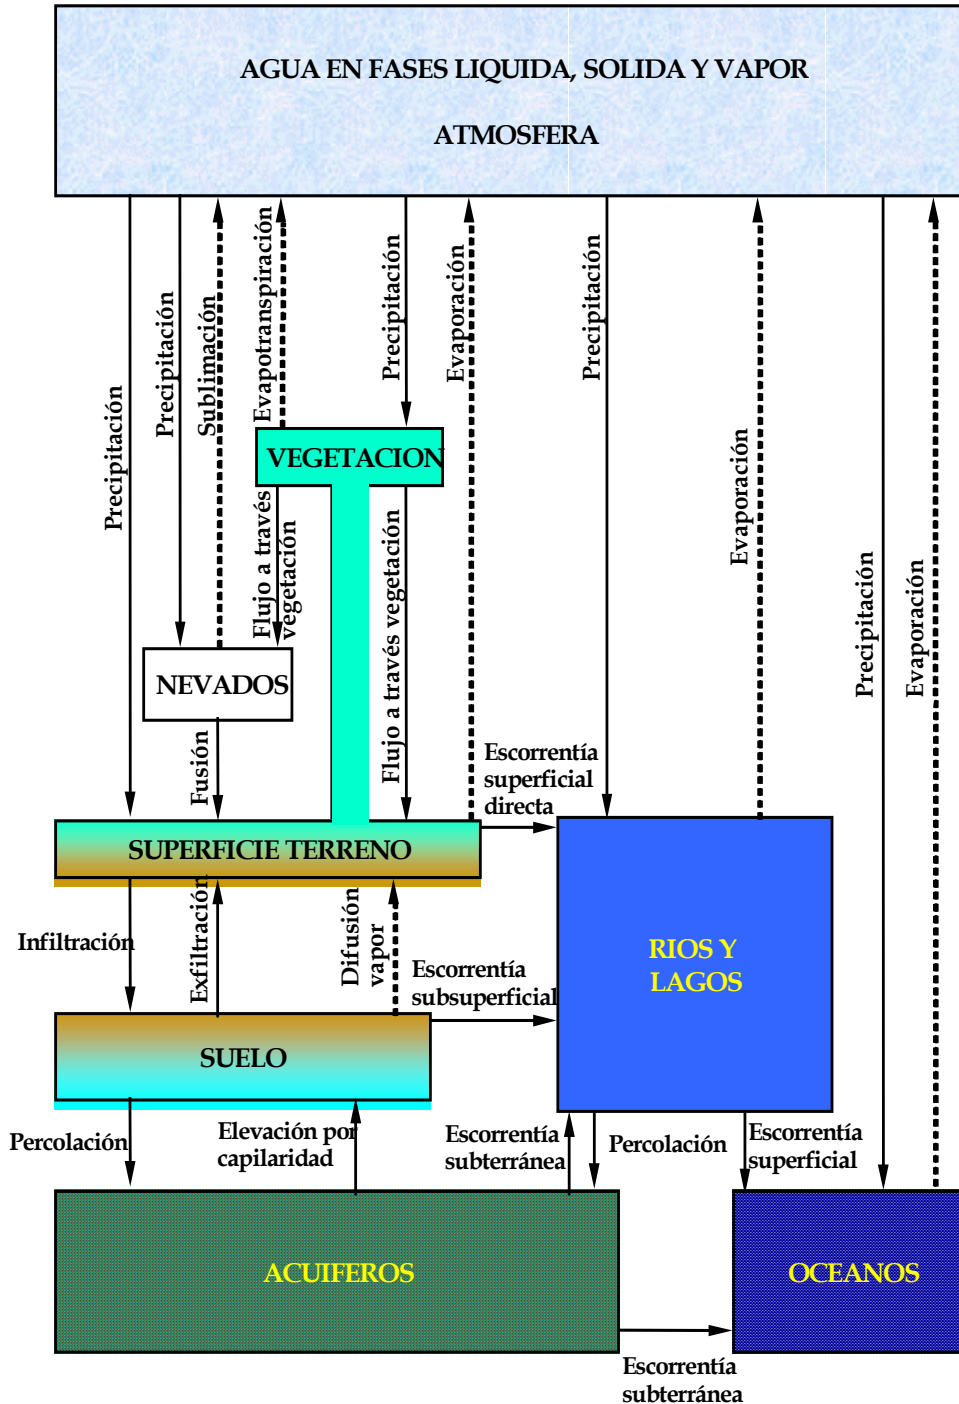 AGUA EN FASES LIQUIDA, SOLIDA Y VAPOR
ATMOSFERA
Precipitación
Precipitación
Sublimación
Evapotranspiración
Precipitación
Evaporación
Precipitación
Evaporación
Precipitación
Evaporación
VEGETACION
Flujo a través
vegetación
Flujo a través vegetación
NEVADOS
Fusión
Escorrentía
superficial
directa
SUPERFICIE TERRENO
Infiltración
Exfiltración
Difusión
vapor
Escorrentía
subsuperficial
RIOS Y
LAGOS
SUELO
Percolación
Elevación por
capilaridad
Escorrentía
subterránea
Percolación
Escorrentía
superficial
ACUIFEROS
OCEANOS
Escorrentía
subterránea